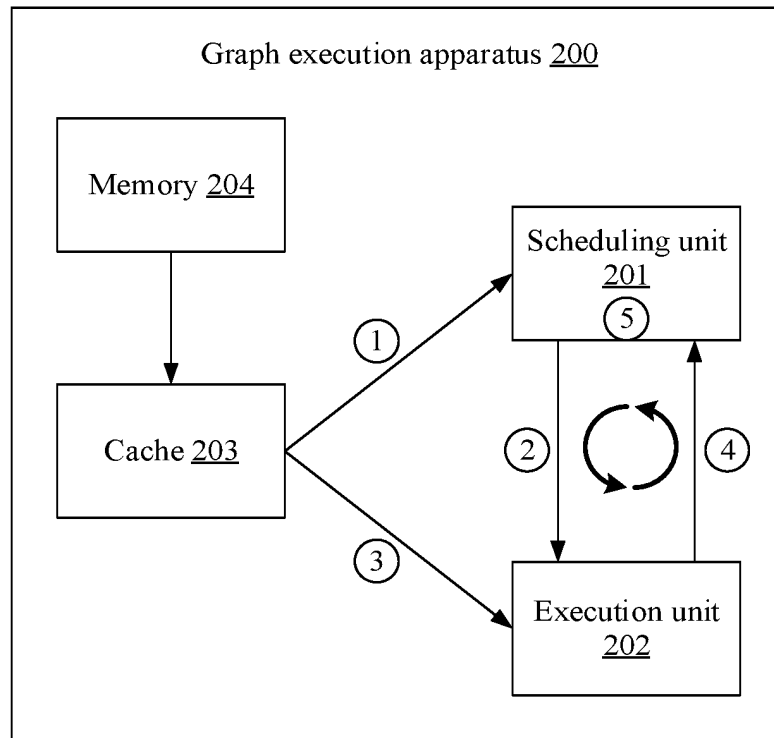 Graph execution apparatus 200
Memory 204
Scheduling unit
201
5
1
Cache 203
2
4
3
Execution unit
202